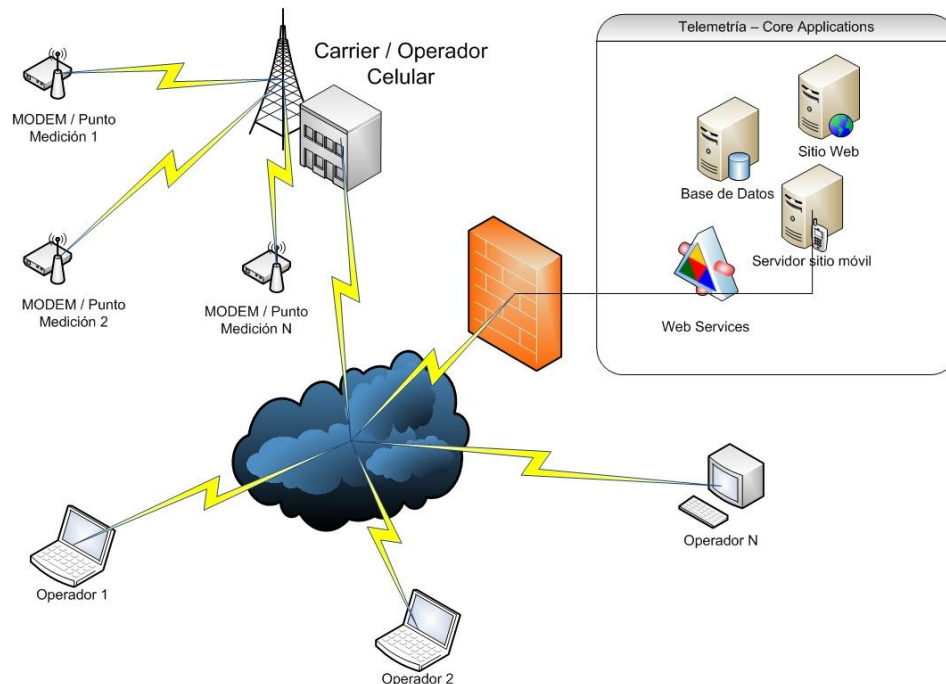 Telemetría – Core Applications
Carrier / Operador
Celular
MODEM / Punto
Medición 1
Sitio Web
Base de Datos
MODEM / Punto
Medición 2
MODEM / Punto
Medición N
Servidor sitio móvil
Web Services
Operador N
Operador 1
Operador 2